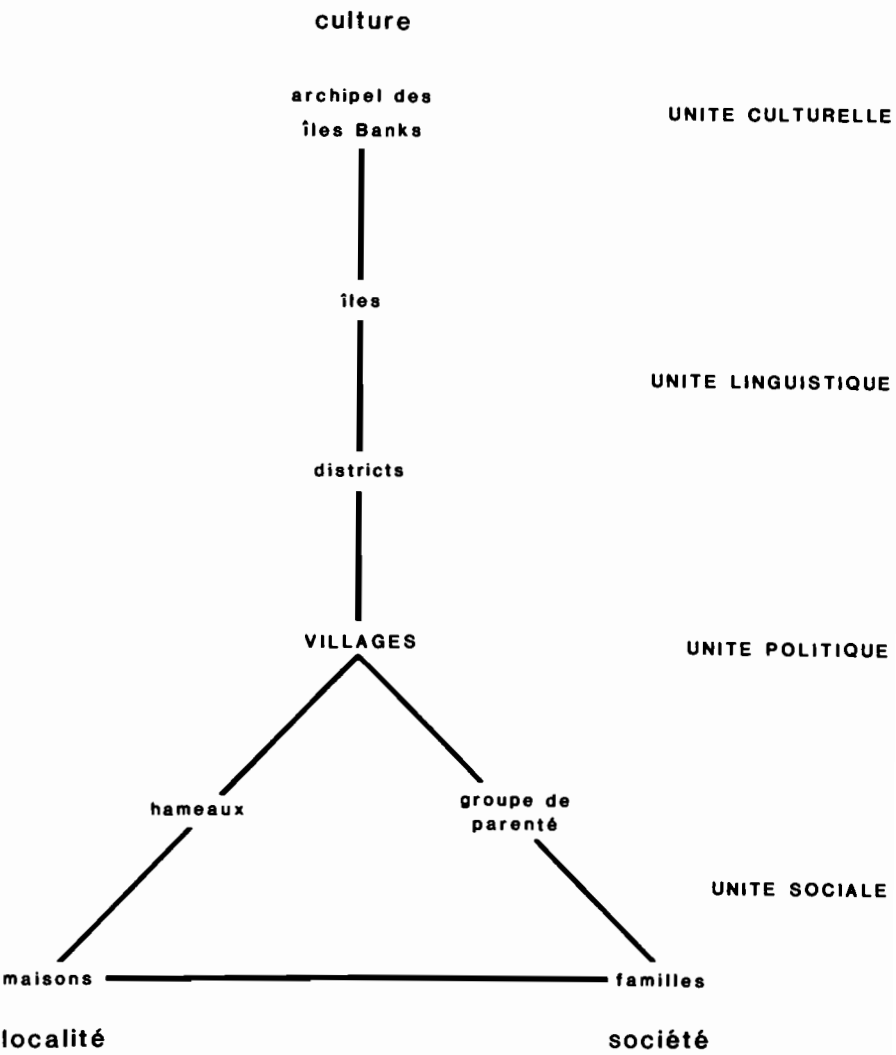 culture
archipel des
îles Banks
UNITE CULTURELLE
îles
UNITE LINGUISTIQUE
districts
VILLAGES
UNITE POLITIQUE
hameaux
groupe de
parenté
UNITE SOCIALE
maisons
familles
localité
société